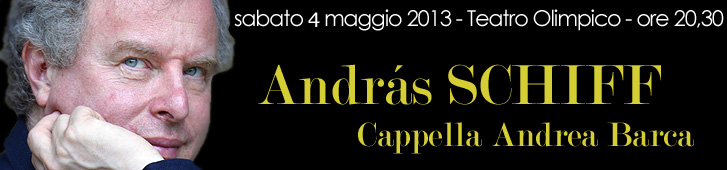 sabato 4 maggio 2013 - Teatro Olimpico - ore 20,30
András SCHIFF
Cappella Andrea Barca